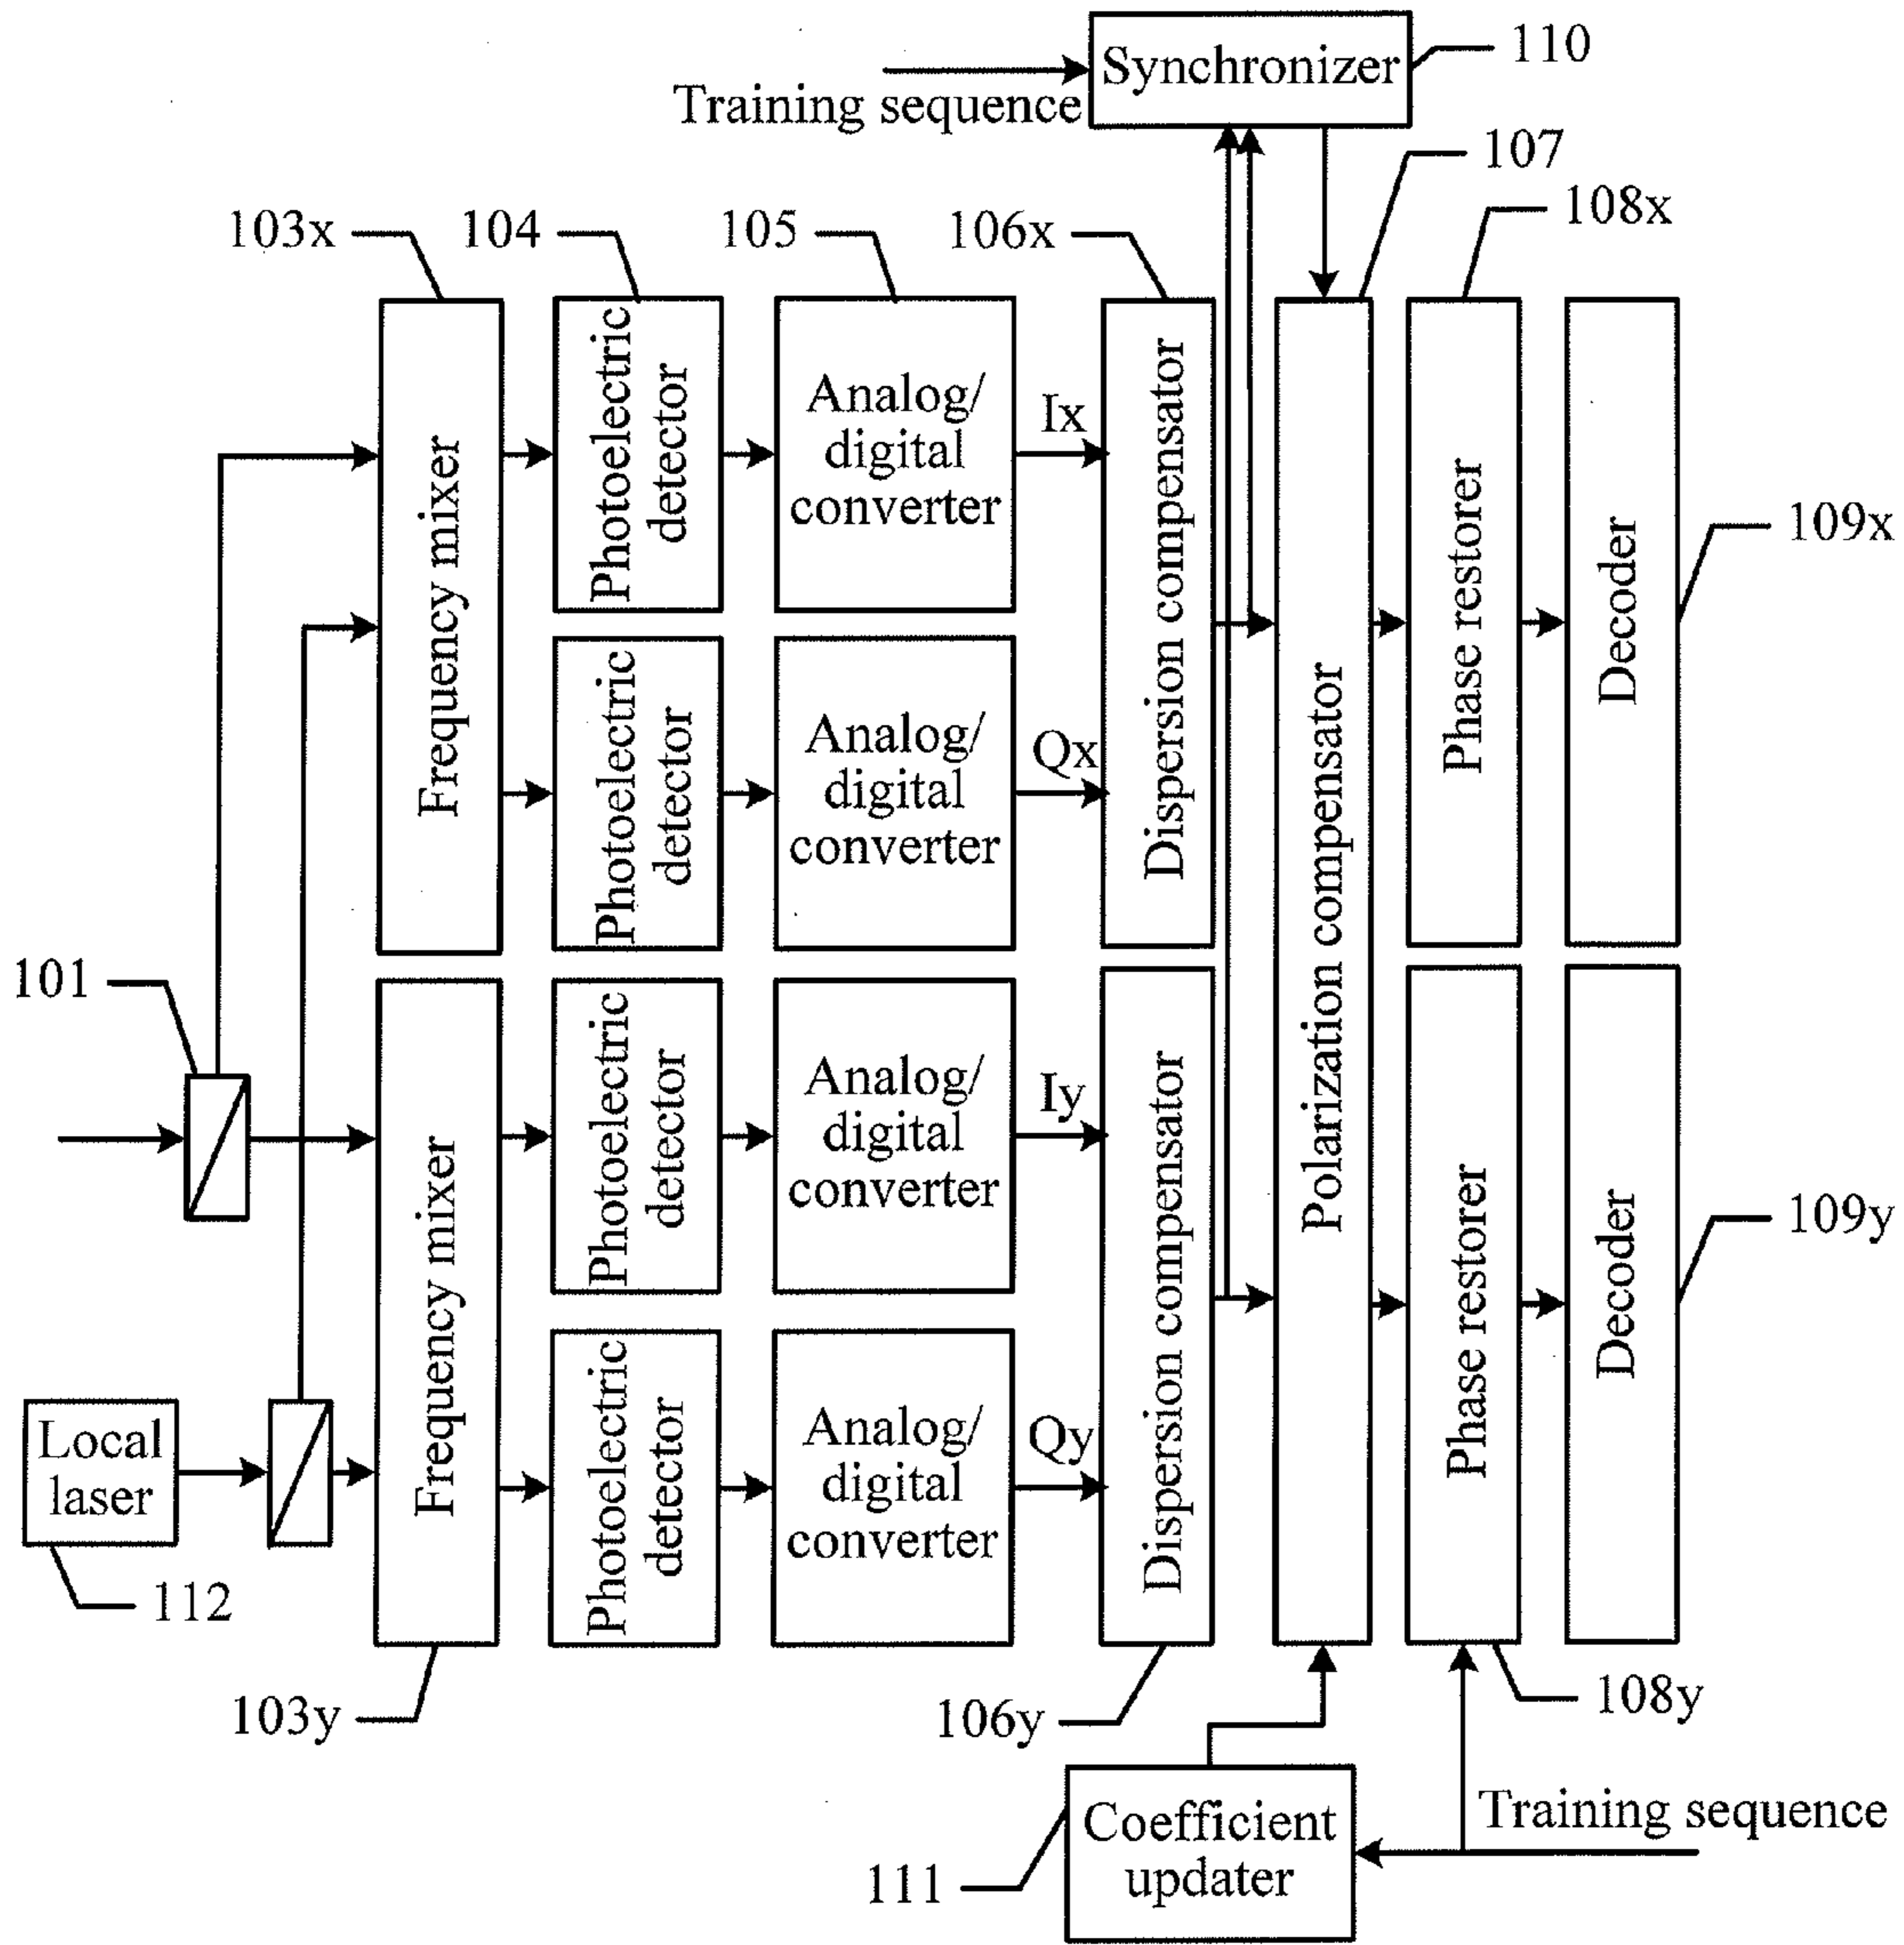 Synchronizer
110
Training sequence
107
103x
104
105
106x
108x
Frequency mixer
Photoelectric
detector
Analog/
digital
converter
Ix
Dispersion compensator
Polarization compensator
Phase restorer
Decoder
109x
Photoelectric
detector
Analog/
digital
converter
Qx
101
Frequency mixer
Photoelectric
detector
Analog/
digital
converter
Iy
Dispersion compensator
Phase restorer
Decoder
109y
Local
laser
112
Photoelectric
detector
Analog/
digital
converter
Qy
103y
106y
108y
Coefficient
updater
111
Training sequence